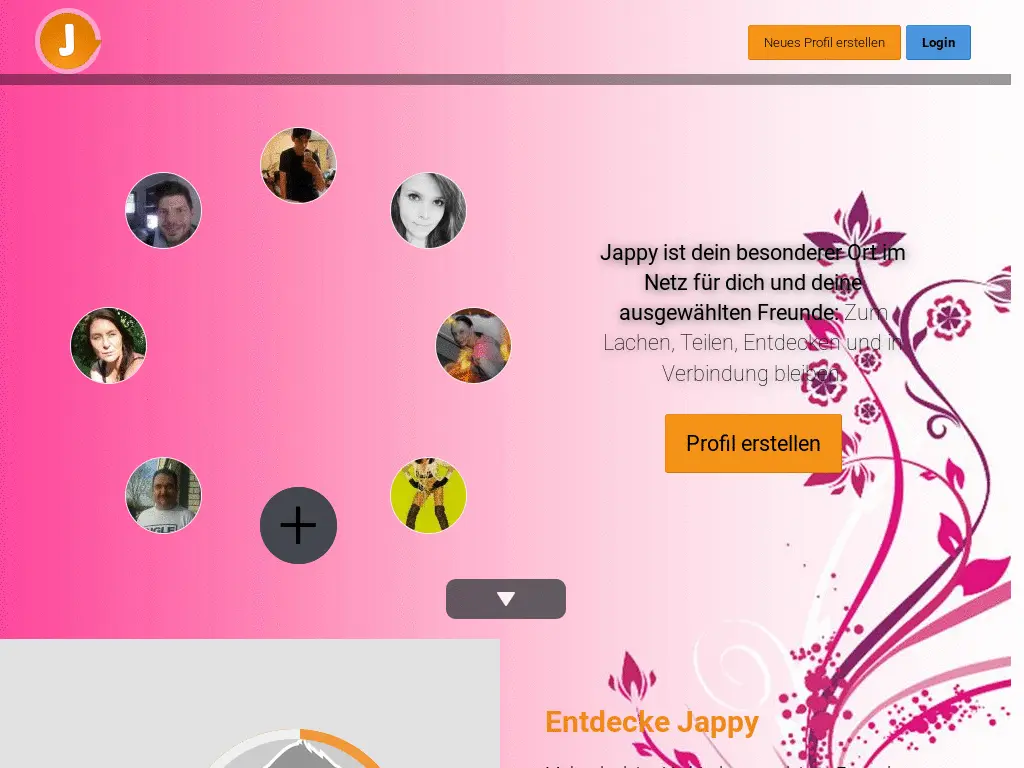 J
Neues Profil erstellen
Login
Jappy ist dein besonderer Ort im
Netz für dich und deine
ausgewählten Freunde: Zum
Lachen, Teilen, Entdecken und in
Verbindung bleiben.
Profil erstellen
Entdecke Jappy